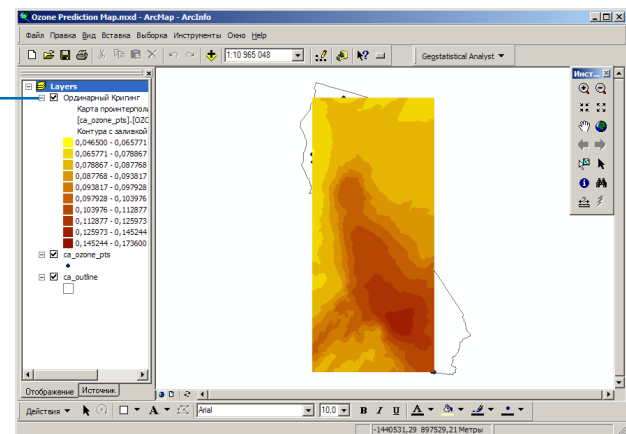 Ozone Prediction Map.mxd - ArcMap - ArcInfo
Файл Правка Вид Вставка Выборка Инструменты Окно Help
1:10 965 048
Geostatistical Analyst
Layers
Ординарный Кригинг
Карта проинтерполи
[ca_ozone_pts].[OZC
Контура с заливкой
0,046500 - 0,065771
0,065771 - 0,078867
0,078867 - 0,087768
0,087768 - 0,093817
0,093817 - 0,097928
0,097928 - 0,103976
0,103976 - 0,112877
0,112877 - 0,125973
0,125973 - 0,145244
0,145244 - 0,173600
ca_ozone_pts
ca_outline
Инст...
Отображение Источник
Действия A Arial 10.0 B I U A
-1440531,29 897529,21 Метры